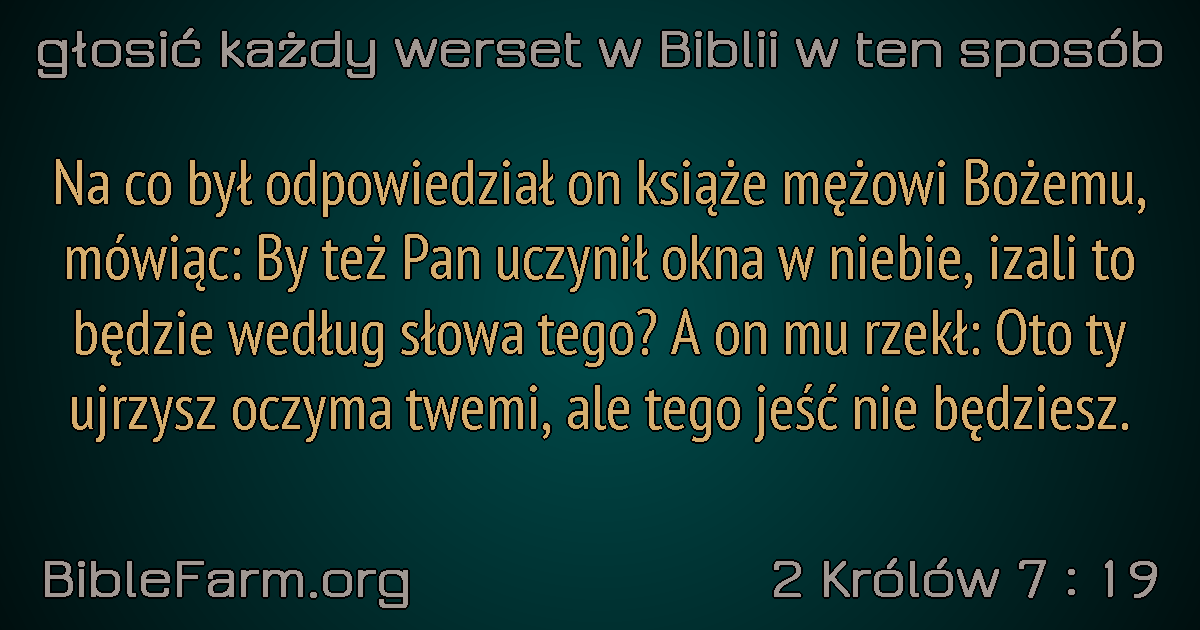 głosić każdy werset w Biblii w ten sposób
Na co był odpowiedział on książe mężowi Bożemu,
mówiąc: By też Pan uczynił okna w niebie, izali to
będzie według słowa tego? A on mu rzekł: Oto ty
ujrzysz oczyma twemi, ale tego jeść nie będziesz.
BibleFarm.org
2 Królów 7 : 19